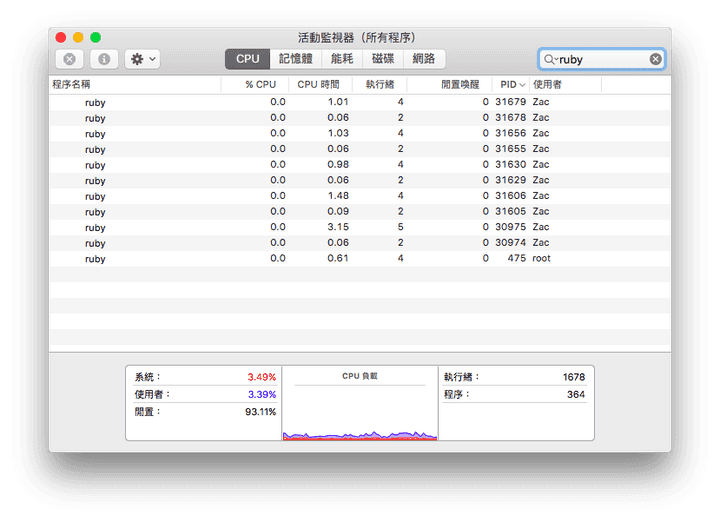 活動監視器（所有程序）
CPU 記憶體 能耗 磁碟 網路 ruby
程序名稱 % CPU CPU 時間 執行緒 閒置喚醒 PID 使用者
ruby 0.0 1.01 4 0 31679 Zac
ruby 0.0 0.06 2 0 31678 Zac
ruby 0.0 1.03 4 0 31656 Zac
ruby 0.0 0.06 2 0 31655 Zac
ruby 0.0 0.98 4 0 31630 Zac
ruby 0.0 0.06 2 0 31629 Zac
ruby 0.0 1.48 4 0 31606 Zac
ruby 0.0 0.09 2 0 31605 Zac
ruby 0.0 3.15 5 0 30975 Zac
ruby 0.0 0.06 2 0 30974 Zac
ruby 0.0 0.61 4 0 475 root
系統： 3.49% CPU 負載 執行緒： 1678
使用者： 3.39% 程序： 364
閒置： 93.11%